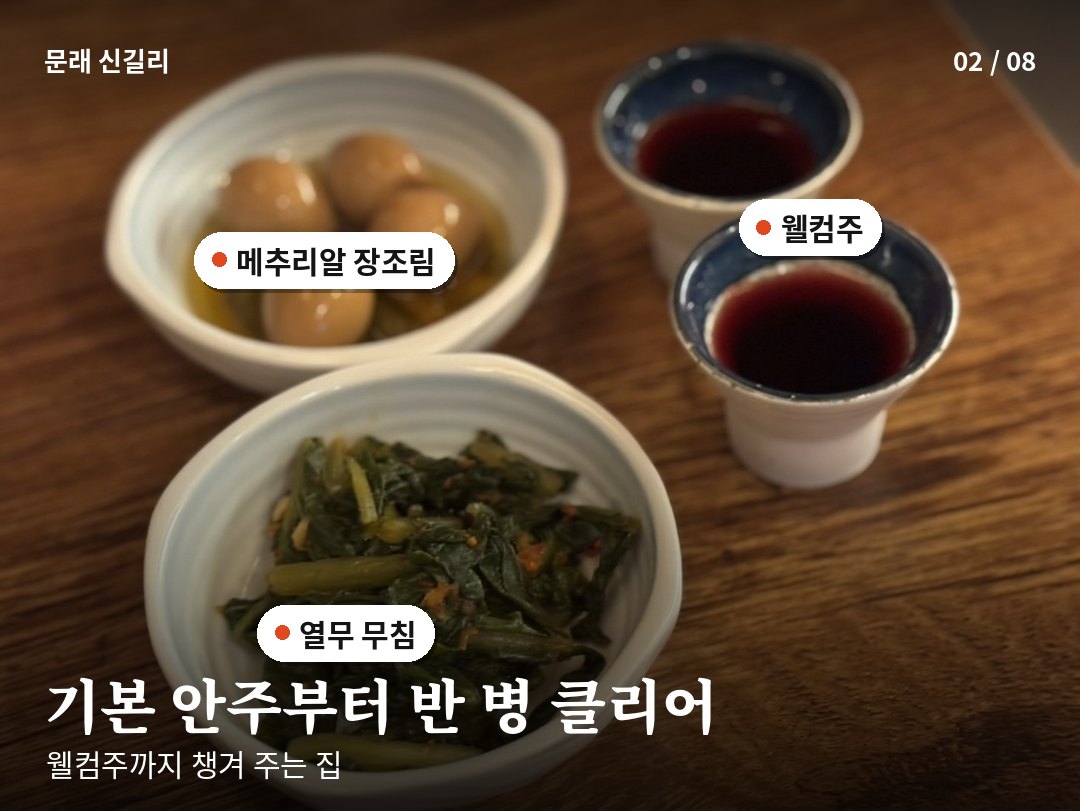 문래 신길리
02 / 08
웰컴주
메추리알 장조림
열무 무침
기본 안주부터 반 병 클리어
웰컴주까지 챙겨 주는 집